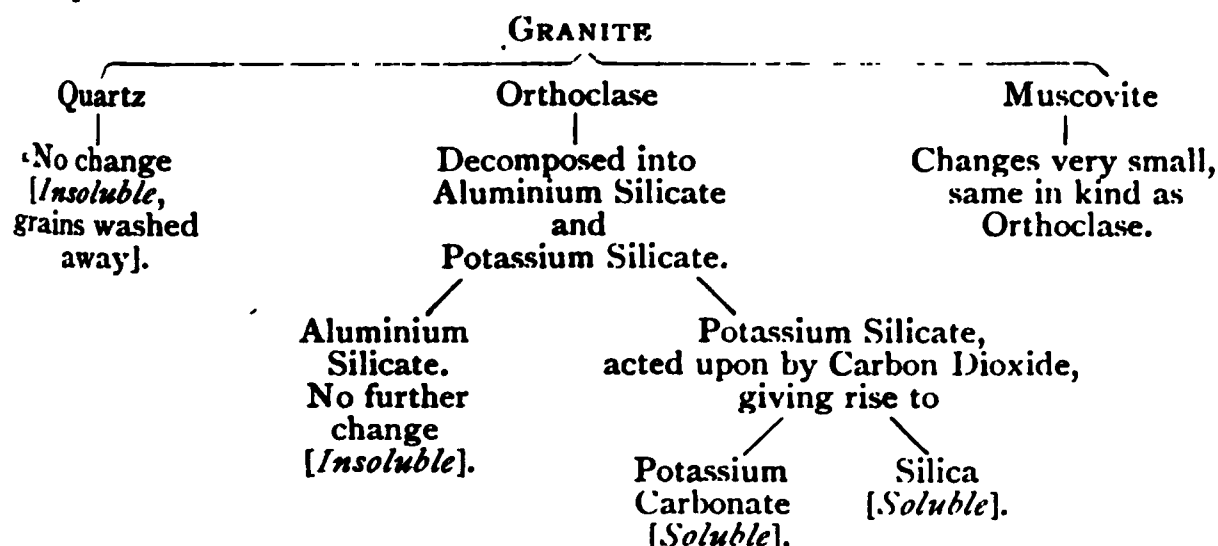 GRANITE
Quartz
No change
[Insoluble,
grains washed
away].
Orthoclase
Decomposed into
Aluminium Silicate
and
Potassium Silicate.
Muscovite
Changes very small,
same in kind as
Orthoclase.
Aluminium
Silicate.
No further
change
[Insoluble].
Potassium Silicate,
acted upon by Carbon Dioxide,
giving rise to
Potassium
Carbonate
[Soluble].
Silica
[Soluble].